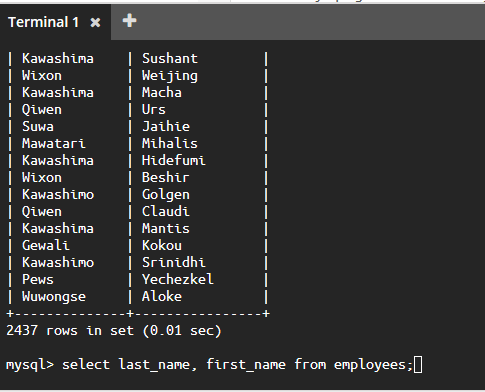 Terminal 1 ✖ ✚
| Kawashima | Sushant |
| Wixon | Weijing |
| Kawashima | Macha |
| Qiwen | Urs |
| Suwa | Jaihie |
| Mawatari | Mihalis |
| Kawashima | Hidefumi |
| Wixon | Beshir |
| Kawashimo | Golgen |
| Qiwen | Claudi |
| Kawashima | Mantis |
| Gewali | Kokou |
| Kawashimo | Srinidhi |
| Pews | Yechezkel |
| Wuwongse | Aloke |
+--------------+----------------+
2437 rows in set (0.01 sec)
mysql> select last_name, first_name from employees;